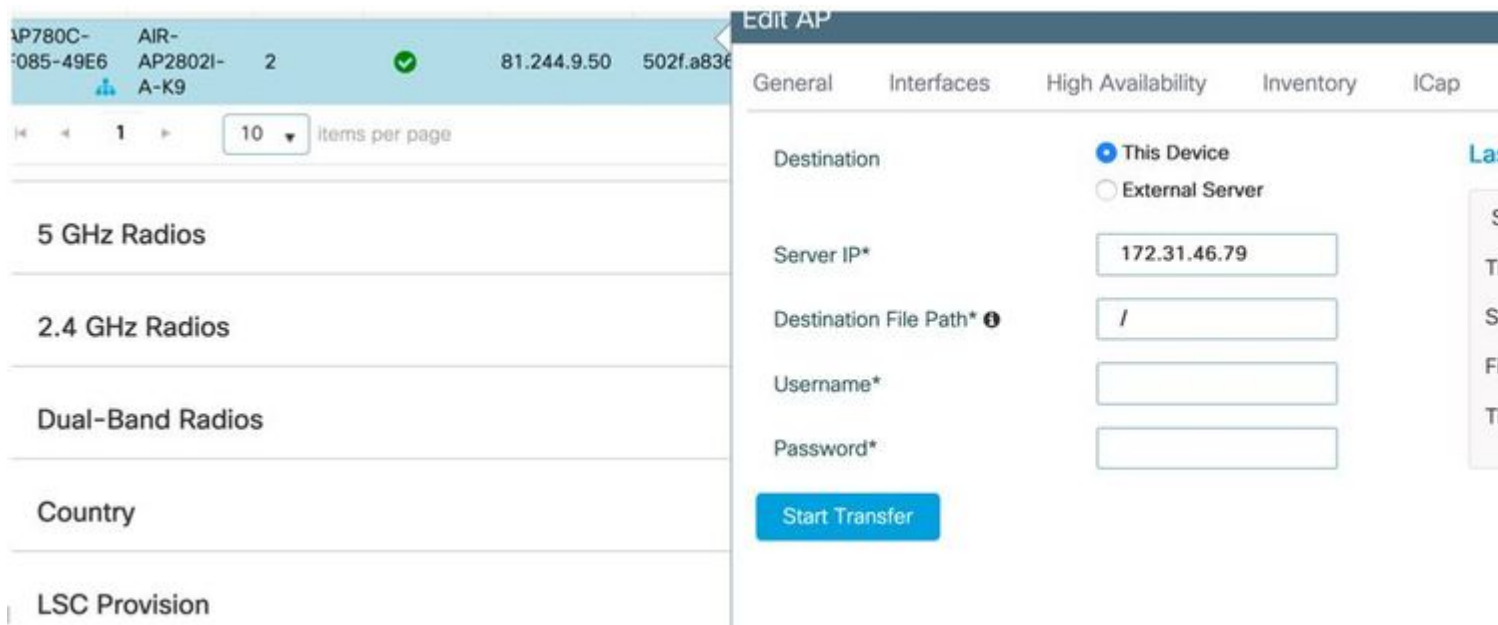 AP780C- AIR-
F085-49E6 AP2802I- 2 81.244.9.50 502f.a836
A-K9
1 10 items per page
5 GHz Radios
2.4 GHz Radios
Dual-Band Radios
Country
LSC Provision
Edit AP
General Interfaces High Availability Inventory ICap
Destination This Device
External Server
Server IP* 172.31.46.79
Destination File Path* /
Username*
Password*
Start Transfer